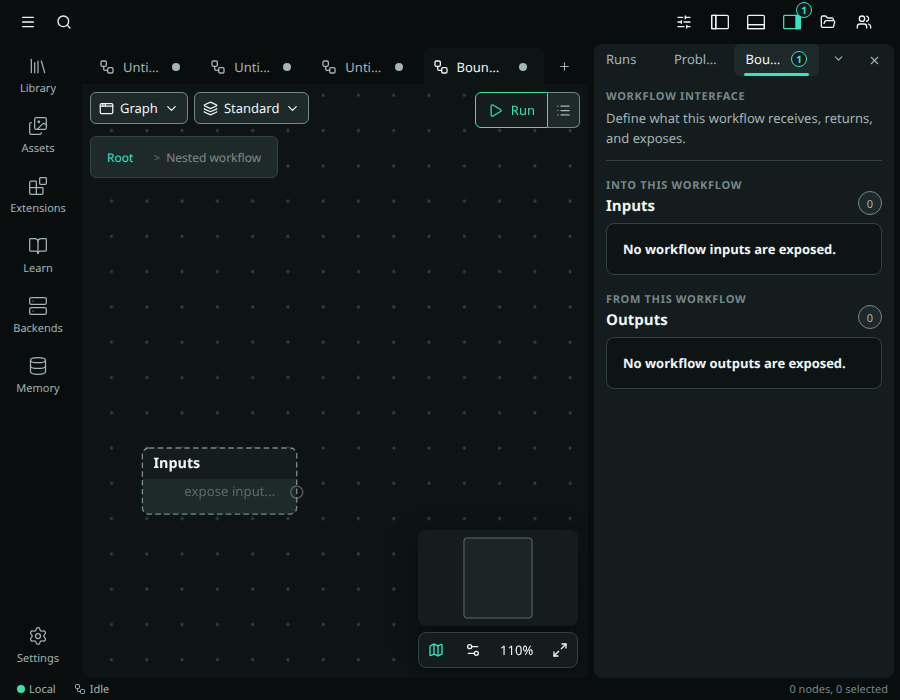 1
Library
Assets
Extensions
Learn
Backends
Memory
Settings
Unti...
Unti...
Unti...
Boun...
Graph
Standard
Run
Root > Nested workflow
Inputs
expose input...
110%
Runs
Probl...
Bou...
1
WORKFLOW INTERFACE
Define what this workflow receives, returns,
and exposes.
INTO THIS WORKFLOW
Inputs
0
No workflow inputs are exposed.
FROM THIS WORKFLOW
Outputs
0
No workflow outputs are exposed.
Local
Idle
0 nodes, 0 selected